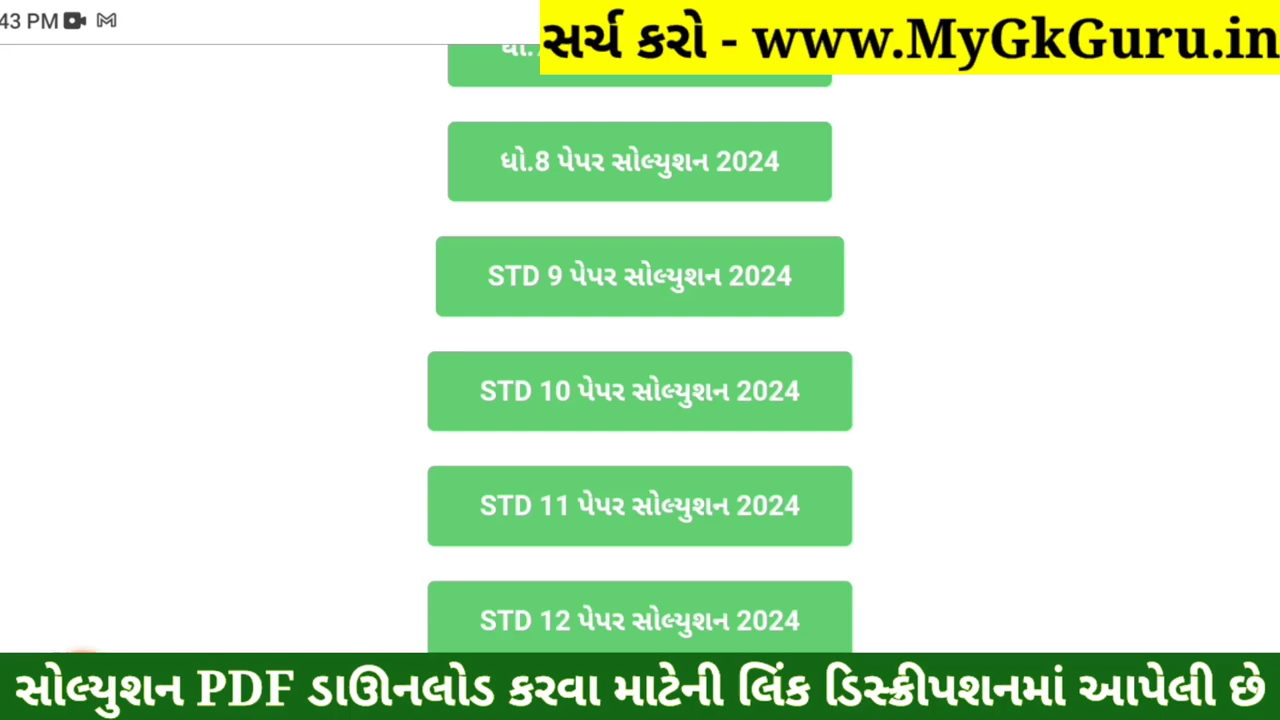 43 PM
સર્ચ કરો - www.MyGkGuru.in
ધો.8 પેપર સોલ્યુશન 2024
STD 9 પેપર સોલ્યુશન 2024
STD 10 પેપર સોલ્યુશન 2024
STD 11 પેપર સોલ્યુશન 2024
STD 12 પેપર સોલ્યુશન 2024
સોલ્યુશન PDF ડાઊનલોડ કરવા માટેની લિંક ડિસ્ક્રીપશનમાં આપેલી છે